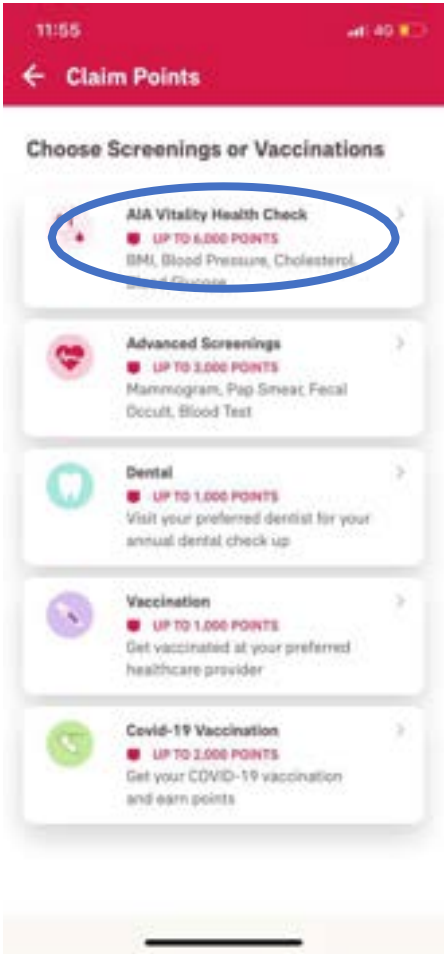 11:55
4G
Claim Points
Choose Screenings or Vaccinations
AIA Vitality Health Check
UP TO 6,000 POINTS
BMI, Blood Pressure, Cholesterol,
Blood Glucose
Advanced Screenings
UP TO 3,000 POINTS
Mammogram, Pap Smear, Fecal
Occult, Blood Test
Dental
UP TO 1,000 POINTS
Visit your preferred dentist for your
annual dental check up
Vaccination
UP TO 1,000 POINTS
Get vaccinated at your preferred
healthcare provider
Covid-19 Vaccination
UP TO 2,000 POINTS
Get your COVID-19 vaccination
and earn points